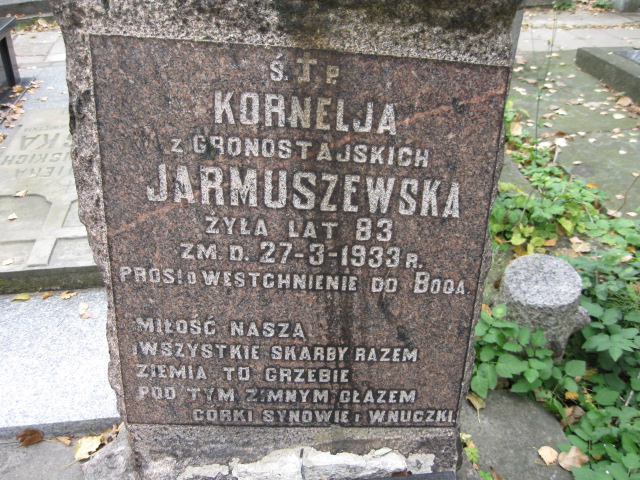 Ś. † P.
KORNELJA
Z GRONOSTAJSKICH
JARMUSZEWSKA
ŻYŁA LAT 83
ZM. D. 27-3-1933 R.
PROSI O WESTCHNIENIE DO BOGA
MIŁOŚĆ NASZĄ
I WSZYSTKIE SKARBY RAZEM
ZIEMIA TO GRZEBIE
POD TYM ZIMNYM GŁAZEM
CÓRKI SYNOWIE I WNUCZKI